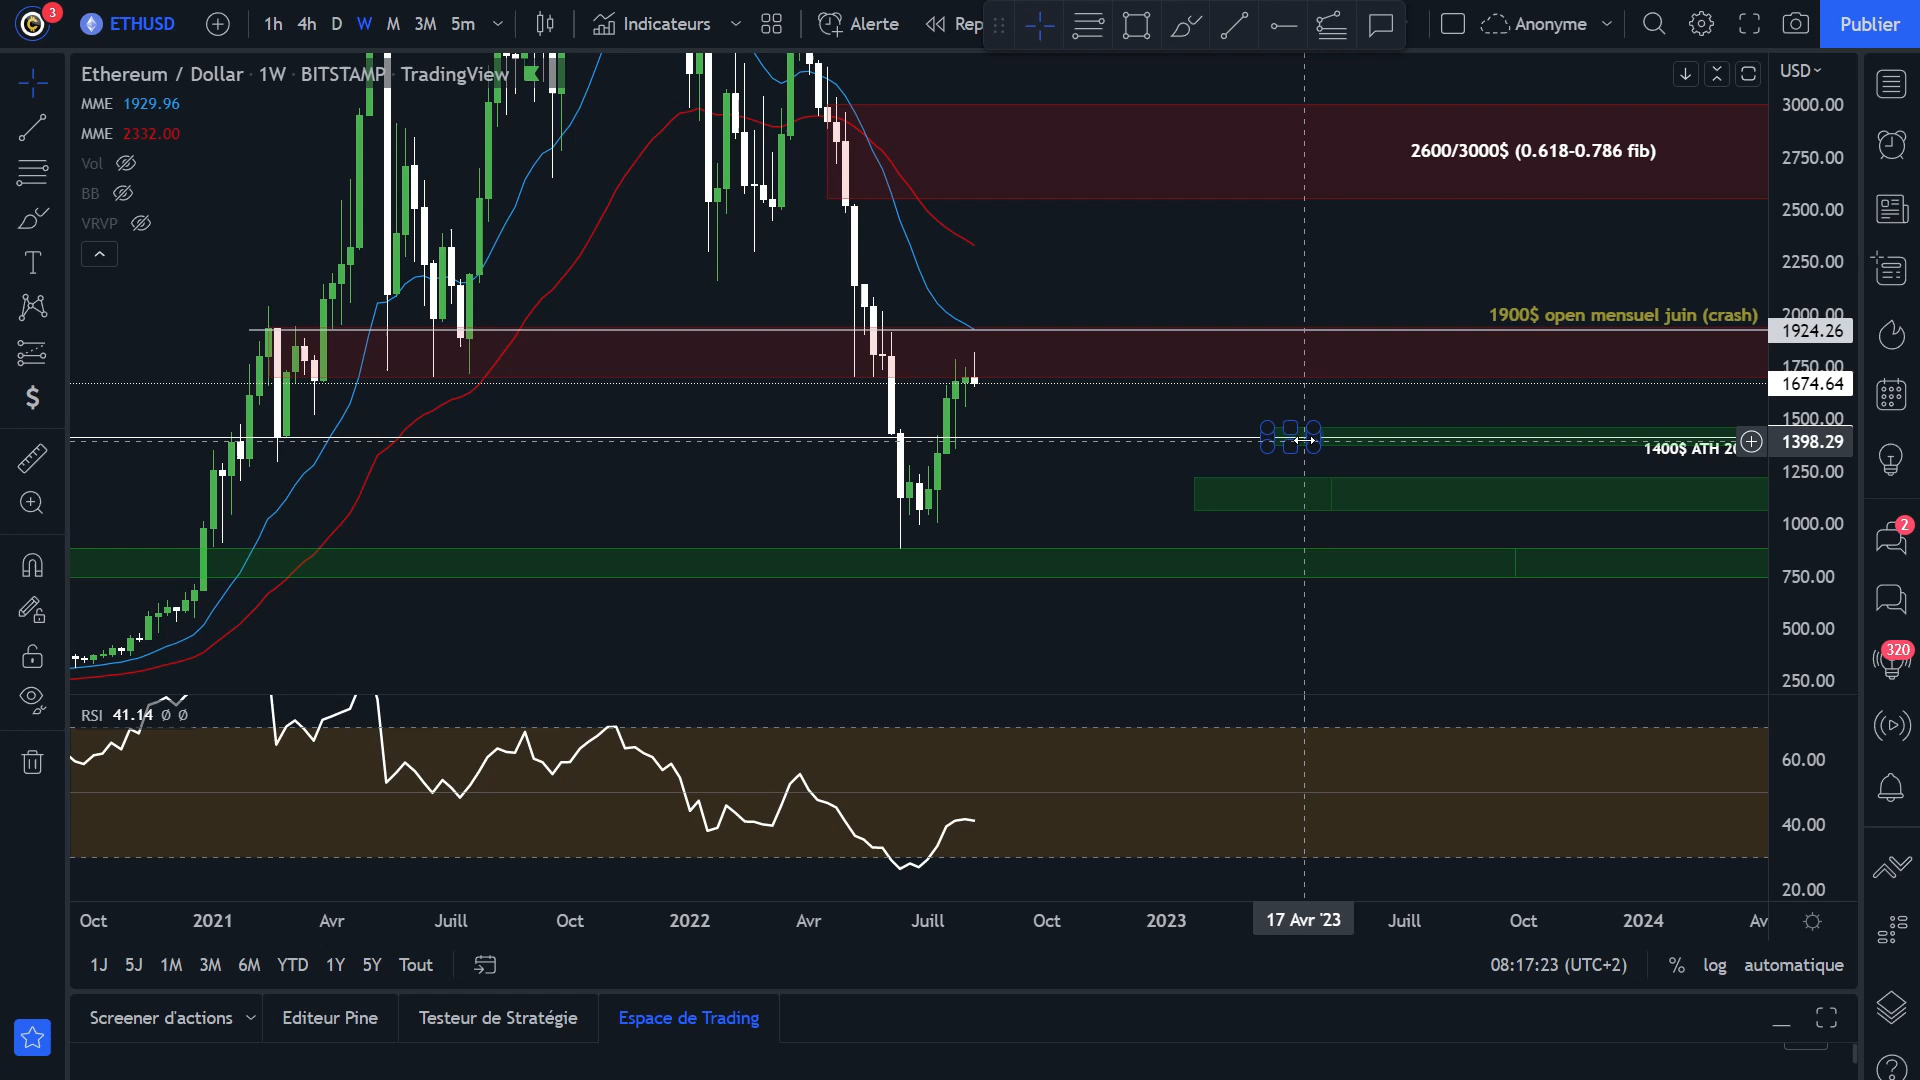 3
ETHUSD
1h 4h D W M 3M 5m
Indicateurs
Alerte
Rep
Anonyme
Publier
Ethereum / Dollar · 1W · BITSTAMP · TradingView
MME 1929.96
MME 2332.00
Vol
BB
VRVP
USD
3000.00
2750.00
2500.00
2250.00
2000.00
1924.26
1750.00
1674.64
1500.00
1398.29
1250.00
1000.00
750.00
500.00
250.00
2600/3000$ (0.618-0.786 fib)
1900$ open mensuel juin (crash)
1400$ ATH
RSI 41.14 Ø Ø
60.00
40.00
20.00
Oct 2021 Avr Juill Oct 2022 Avr Juill Oct 2023 17 Avr '23 Juill Oct 2024 Av
1J 5J 1M 3M 6M YTD 1Y 5Y Tout
08:17:23 (UTC+2)
% log automatique
Screener d'actions
Editeur Pine
Testeur de Stratégie
Espace de Trading
2
320